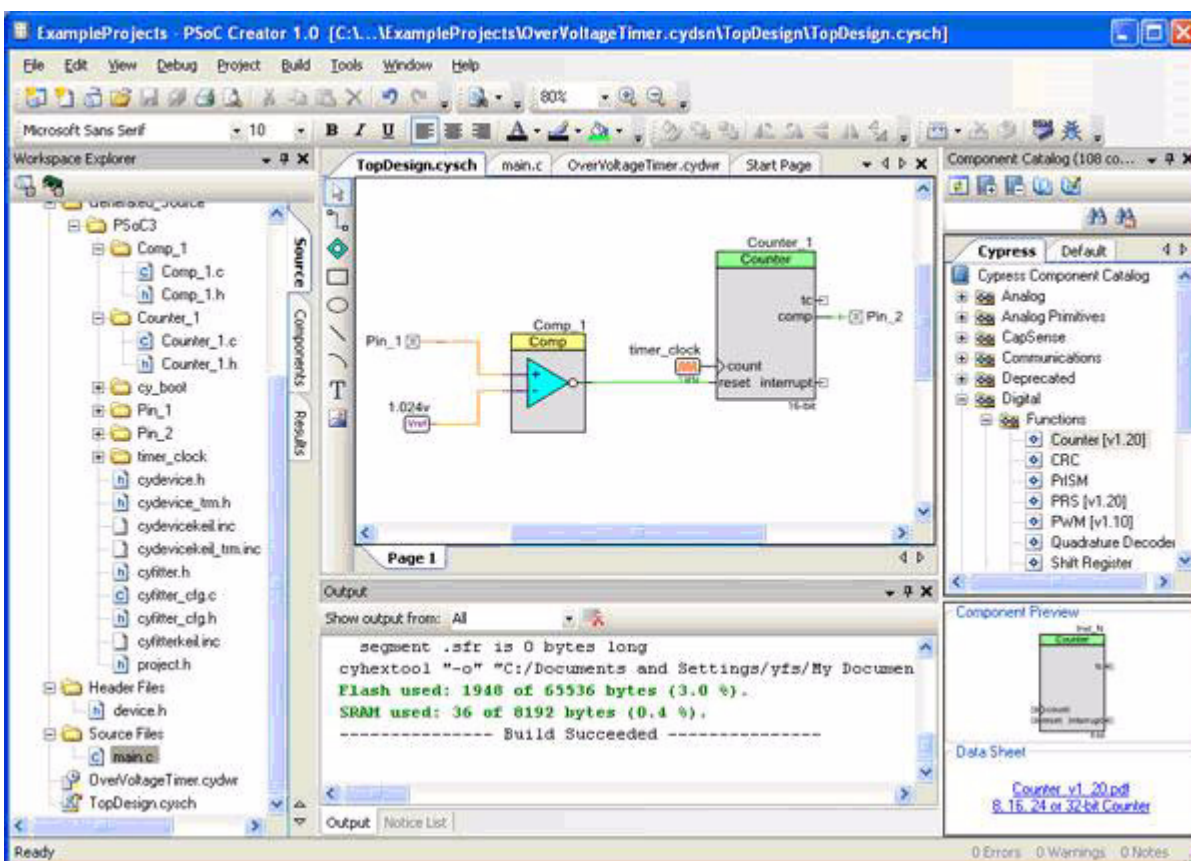 ExampleProjects - PSoC Creator 1.0 [C:\...\ExampleProjects\OverVoltageTimer.cydsn\TopDesign\TopDesign.cysch]
File Edit View Debug Project Build Tools Window Help
80%
Microsoft Sans Serif 10 B I U A
Workspace Explorer
Generated_Source
PSoC3
Comp_1
Comp_1.c
Comp_1.h
Counter_1
Counter_1.c
Counter_1.h
cy_boot
Pin_1
Pin_2
timer_clock
cydevice.h
cydevice_trm.h
cydevicekeil.inc
cydevicekeil_trm.inc
cyfitter.h
cyfitter_cfg.c
cyfitter_cfg.h
cyfitterkeil.inc
project.h
Header Files
device.h
Source Files
main.c
OverVoltageTimer.cydwr
TopDesign.cysch
Source
Components
Results
TopDesign.cysch main.c OverVoltageTimer.cydwr Start Page
T
Pin_1
1.024v
Vref
Comp_1
Comp
timer_clock
Counter_1
Counter
tc
comp
Pin_2
count
reset interrupt
16-bit
Page 1
Output
Show output from: All
segment .sfr is 0 bytes long
cyhextool "-o" "C:/Documents and Settings/yfs/My Documen
Flash used: 1948 of 65536 bytes (3.0 %).
SRAM used: 36 of 8192 bytes (0.4 %).
--------------- Build Succeeded ---------------
Output Notice List
Component Catalog (108 co...
Cypress Default
Cypress Component Catalog
Analog
Analog Primitives
CapSense
Communications
Deprecated
Digital
Functions
Counter [v1.20]
CRC
PrISM
PRS [v1.20]
PWM [v1.10]
Quadrature Decoder
Shift Register
Component Preview
Inst_N
Counter
tc
count
reset interrupt
Data Sheet
Counter_v1_20.pdf
8, 16, 24 or 32-bit Counter
Ready
0 Errors 0 Warnings 0 Notes